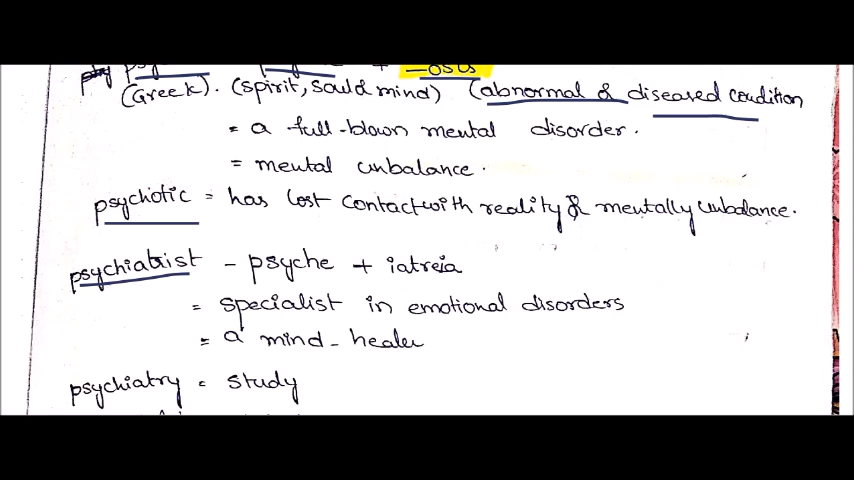 -osis
(Greek). (spirit, soul & mind) (abnormal & diseased condition
= a full-blown mental disorder.
= mental unbalance.
psychotic = has lost contact with reality & mentally unbalance.
psychiatrist - psyche + iatreia
= specialist in emotional disorders
= a mind-healer
psychiatry = study